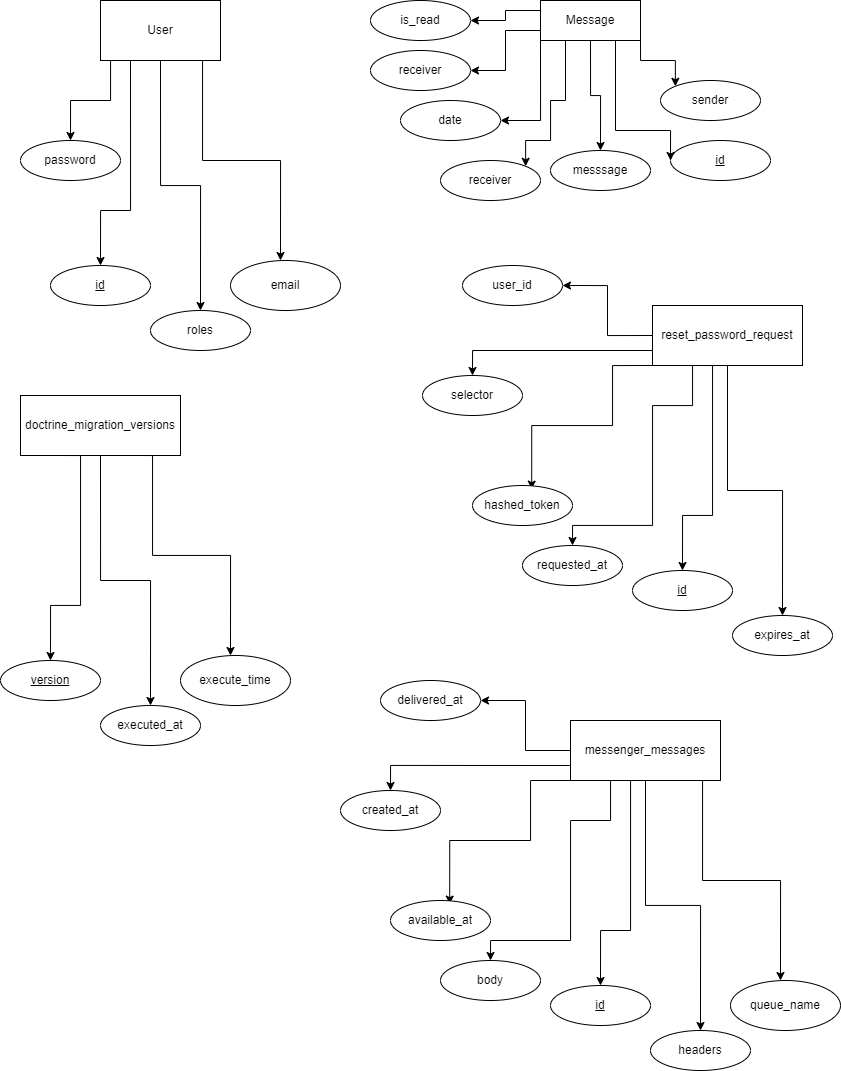 User
password
id
roles
email
Message
is_read
receiver
date
receiver
messsage
id
sender
reset_password_request
user_id
selector
hashed_token
requested_at
id
expires_at
doctrine_migration_versions
version
executed_at
execute_time
messenger_messages
delivered_at
created_at
available_at
body
id
headers
queue_name